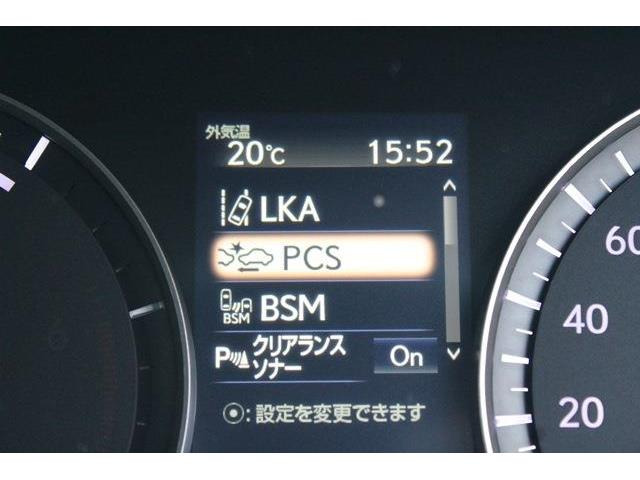 外気温
20℃ 15:52
LKA
PCS
BSM BSM
クリアランス
P ソナー On
⦿:設定を変更できます
60
40
20